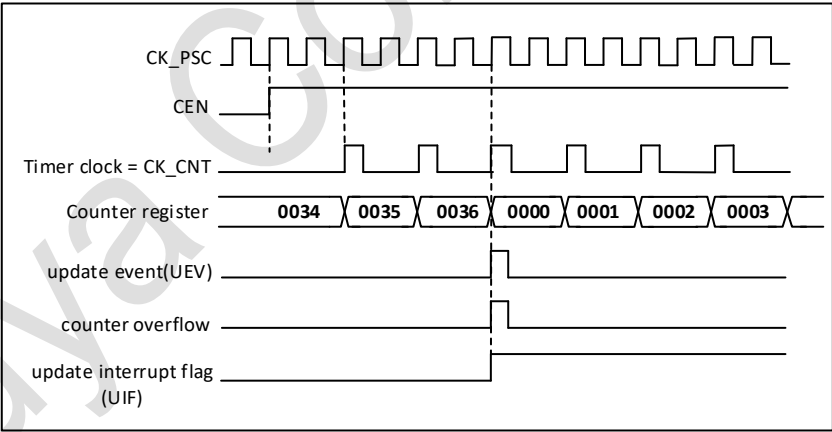 CK_PSC
CEN
Timer clock = CK_CNT
Counter register
0034 0035 0036 0000 0001 0002 0003
update event(UEV)
counter overflow
update interrupt flag
(UIF)